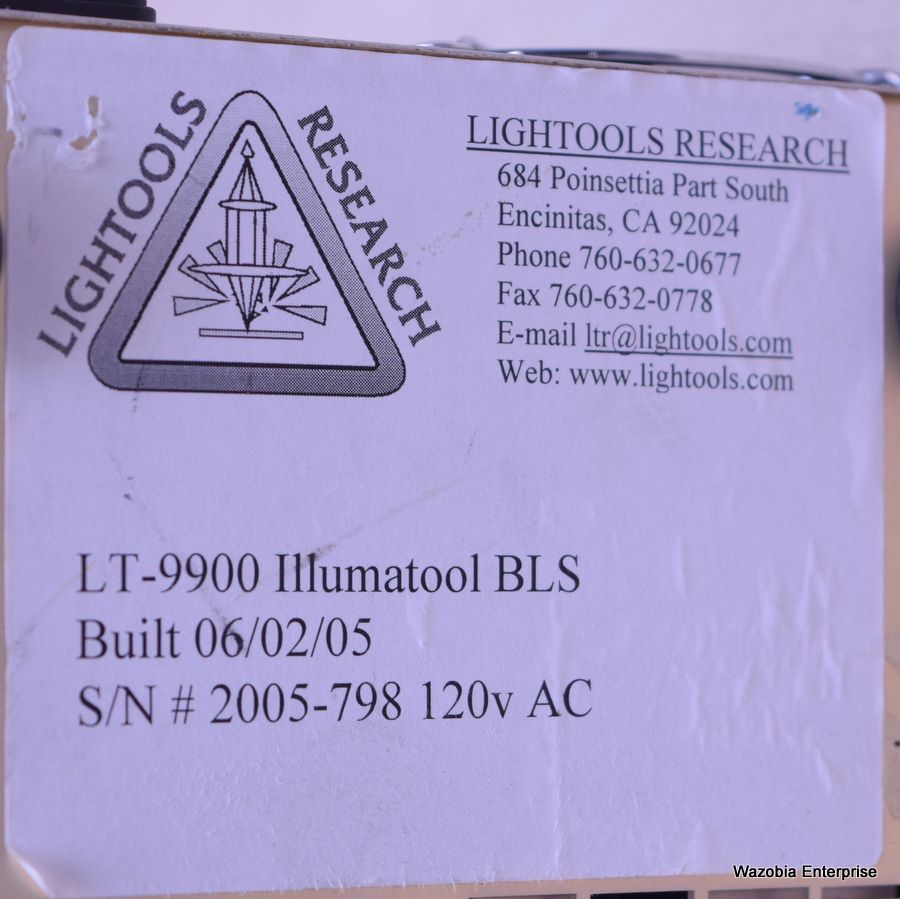 LIGHTOOLS RESEARCH
LIGHTOOLS RESEARCH
684 Poinsettia Part South
Encinitas, CA 92024
Phone 760-632-0677
Fax 760-632-0778
E-mail ltr@lightools.com
Web: www.lightools.com
LT-9900 Illumatool BLS
Built 06/02/05
S/N # 2005-798 120v AC
Wazobia Enterprise